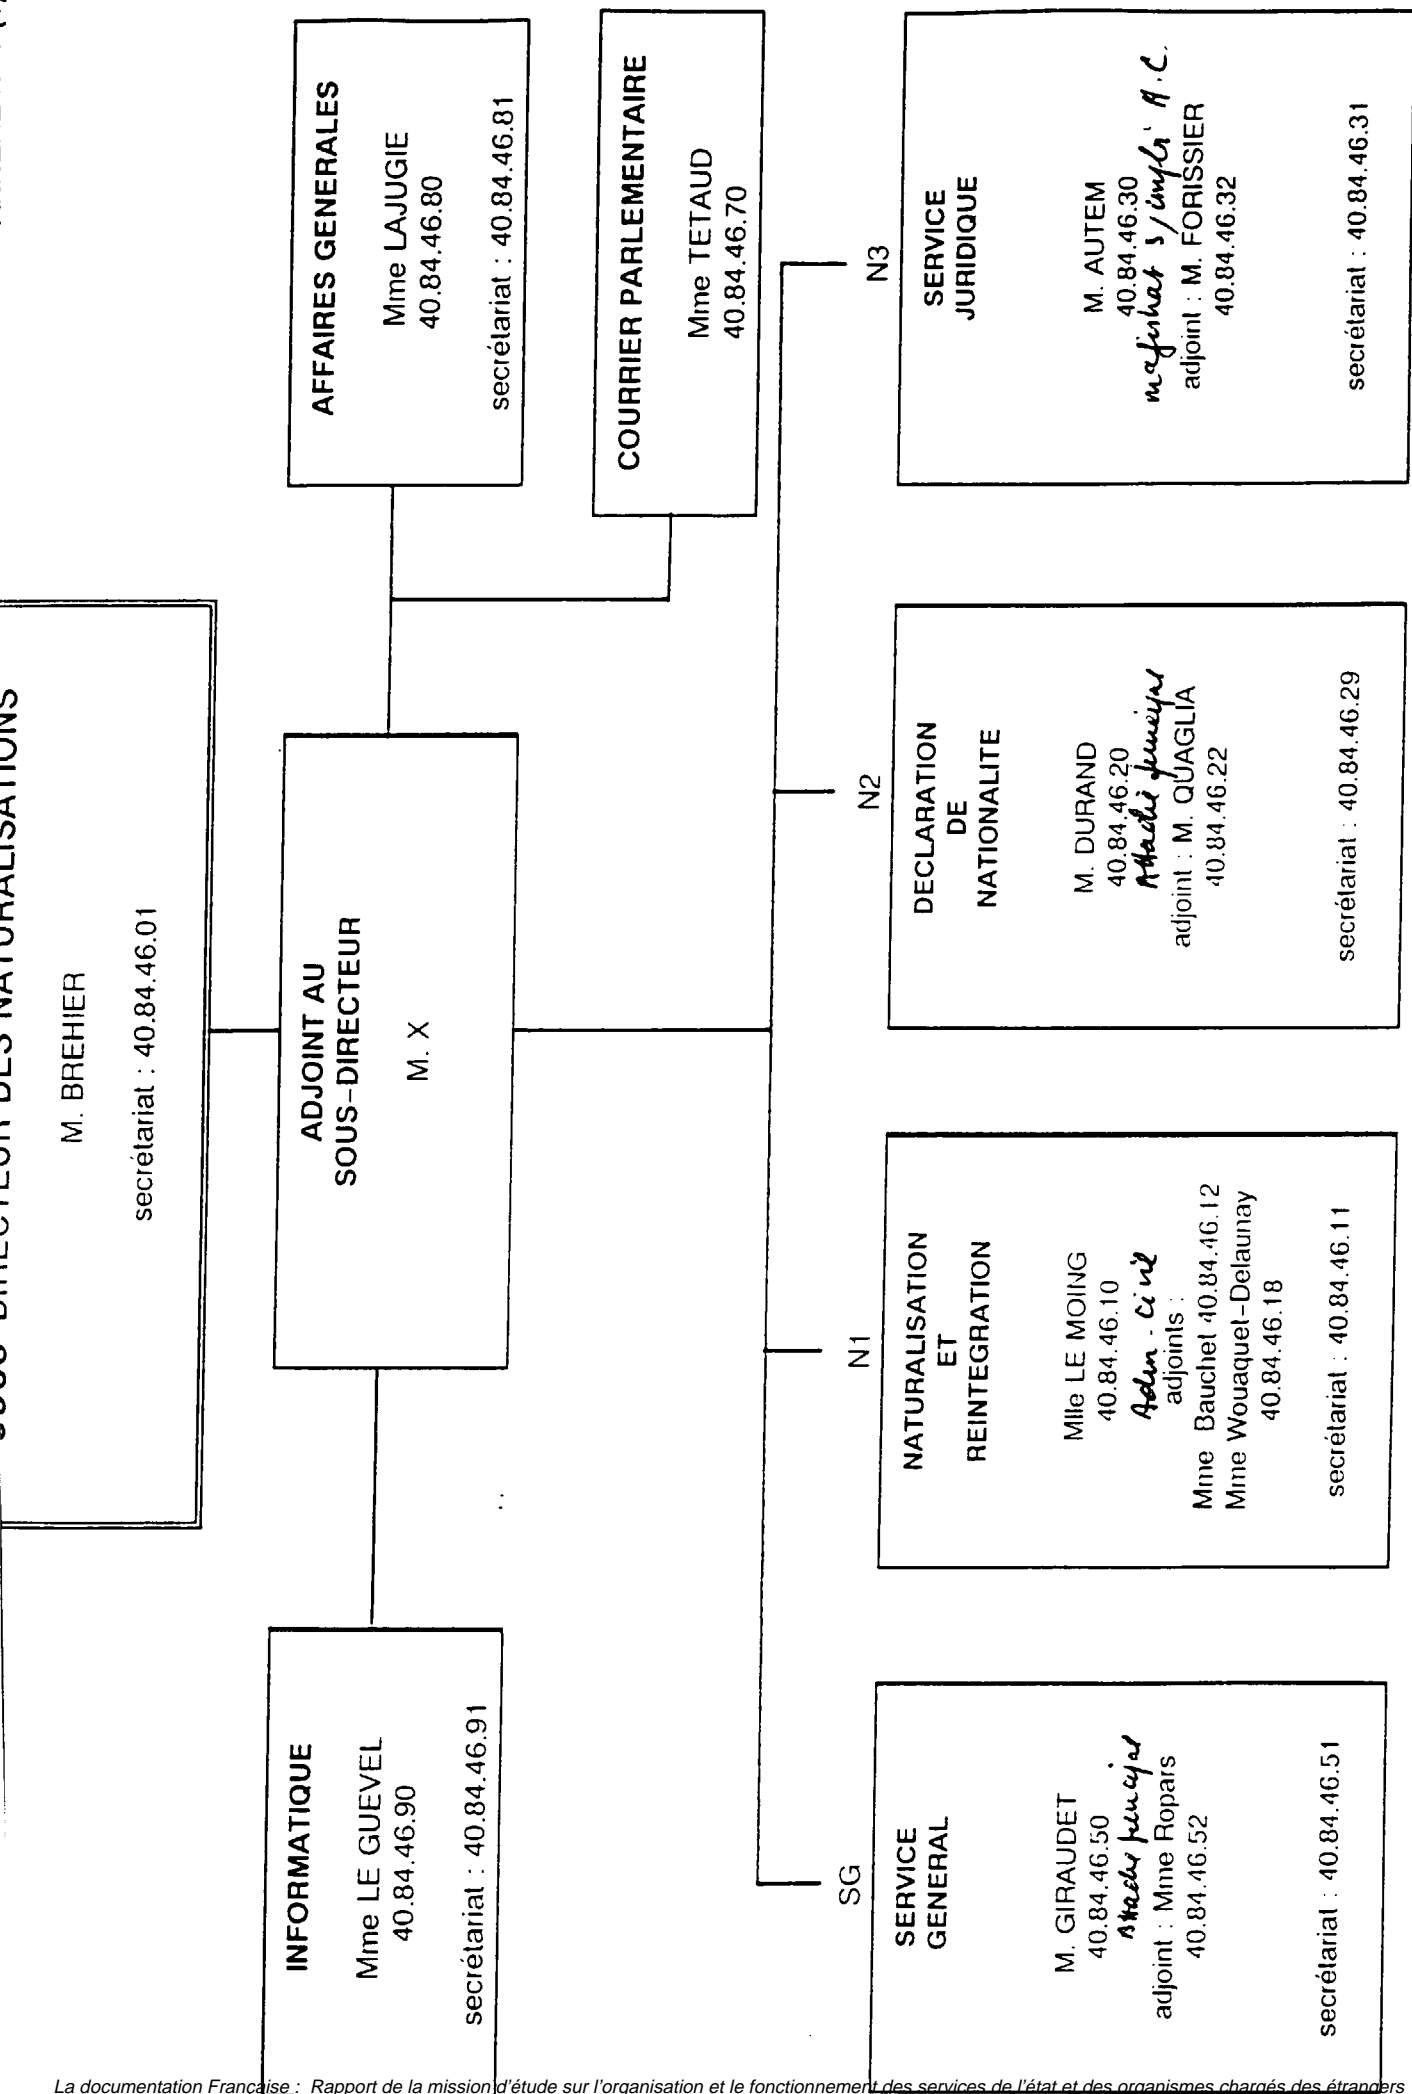 DES NATURALISATIONS
M. BREHIER
secrétariat : 40.84.46.01
ADJOINT AU
SOUS-DIRECTEUR
M. X
INFORMATIQUE
Mme LE GUEVEL
40.84.46.90
secrétariat : 40.84.46.91
AFFAIRES GENERALES
Mme LAJUGIE
40.84.46.80
secrétariat : 40.84.46.81
COURRIER PARLEMENTAIRE
Mme TETAUD
40.84.46.70
SG
SERVICE
GENERAL
M. GIRAUDET
40.84.46.50
Attaché principal
adjoint : Mme Ropars
40.84.46.52
secrétariat : 40.84.46.51
N1
NATURALISATION
ET
REINTEGRATION
Mlle LE MOING
40.84.46.10
Adm. civil
adjoints :
Mme Bauchet 40.84.46.12
Mme Wouaquet-Delaunay
40.84.46.18
secrétariat : 40.84.46.11
N2
DECLARATION
DE
NATIONALITE
M. DURAND
40.84.46.20
Attaché principal
adjoint : M. QUAGLIA
40.84.46.22
secrétariat : 40.84.46.29
N3
SERVICE
JURIDIQUE
M. AUTEM
40.84.46.30
magistrat A.C.
adjoint : M. FORISSIER
40.84.46.32
secrétariat : 40.84.46.31
La documentation Française : Rapport de la mission d'étude sur l'organisation et le fonctionnement des services de l'état et des organismes chargés des étrangers